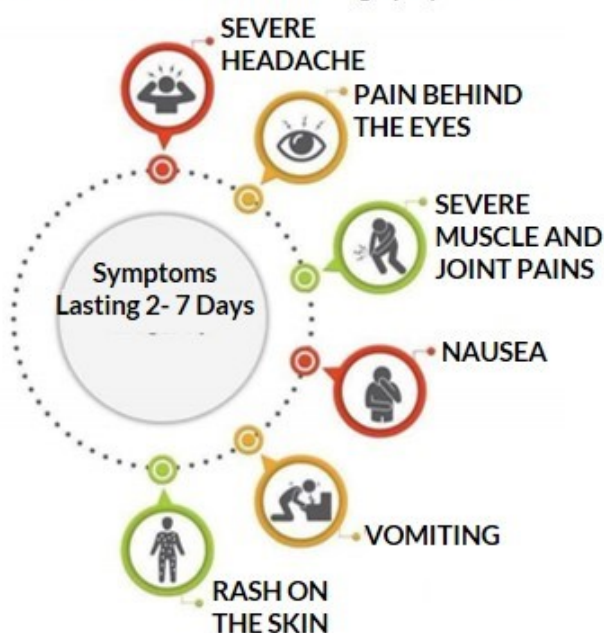 SEVERE
HEADACHE
PAIN BEHIND
THE EYES
SEVERE
MUSCLE AND
JOINT PAINS
Symptoms
Lasting 2- 7 Days
NAUSEA
VOMITING
RASH ON
THE SKIN